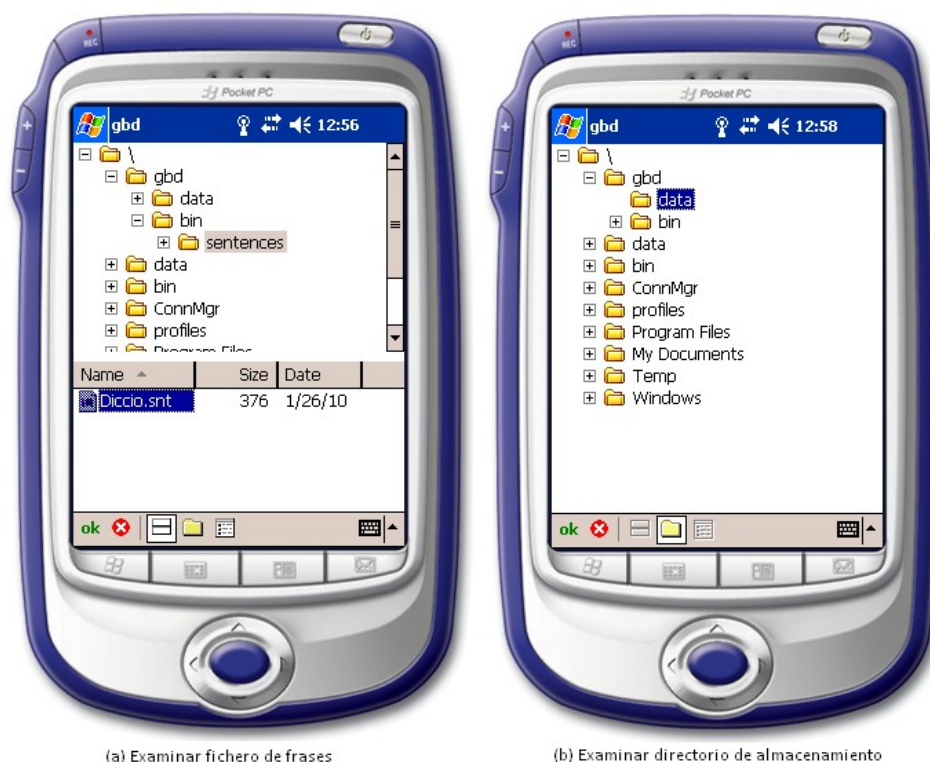 REC
Pocket PC
gbd 12:56
\
gbd
data
bin
sentences
data
bin
ConnMgr
profiles
Program Files
Name Size Date
Diccio.snt 376 1/26/10
ok
(a) Examinar fichero de frases
REC
Pocket PC
gbd 12:58
\
gbd
data
bin
data
bin
ConnMgr
profiles
Program Files
My Documents
Temp
Windows
ok
(b) Examinar directorio de almacenamiento